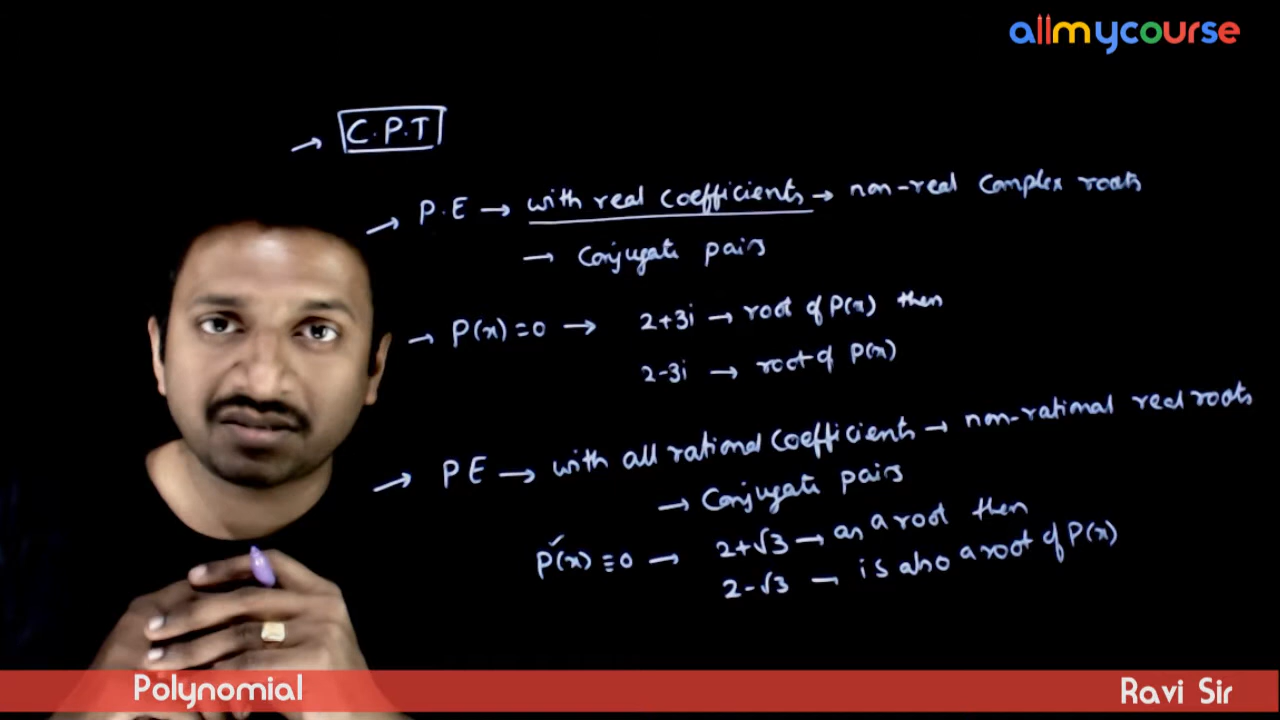 allmycourse
→ C.P.T
→ P.E → with real coefficients → non-real complex roots
→ Conjugate pairs
→ P(x) = 0 → 2+3i → root of P(x) then
2-3i → root of P(x)
→ P E → with all rational coefficients → non-rational real roots
→ Conjugate pairs
P(x) ≡ 0 → 2+√3 → as a root then
2-√3 → is also a root of P(x)
Polynomial
Ravi Sir